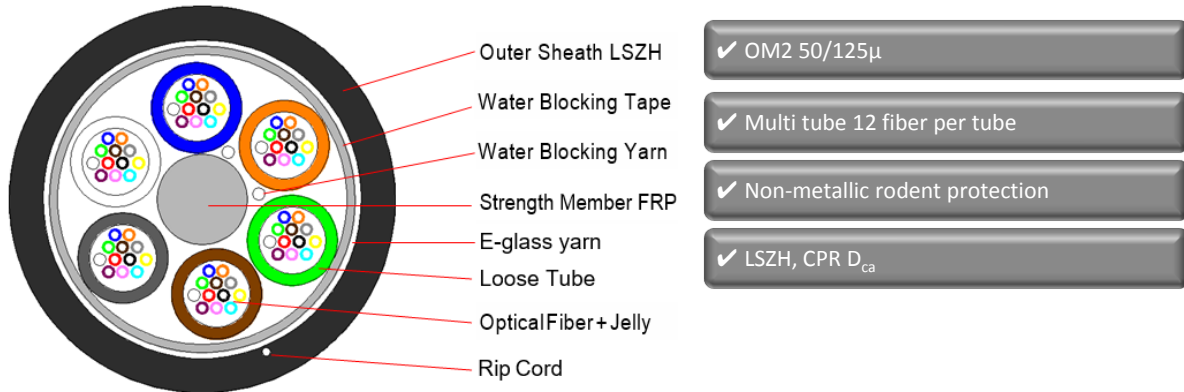 Outer Sheath LSZH
Water Blocking Tape
Water Blocking Yarn
Strength Member FRP
E-glass yarn
Loose Tube
Optical Fiber + Jelly
Rip Cord
✔ OM2 50/125µ
✔ Multi tube 12 fiber per tube
✔ Non-metallic rodent protection
✔ LSZH, CPR Dca